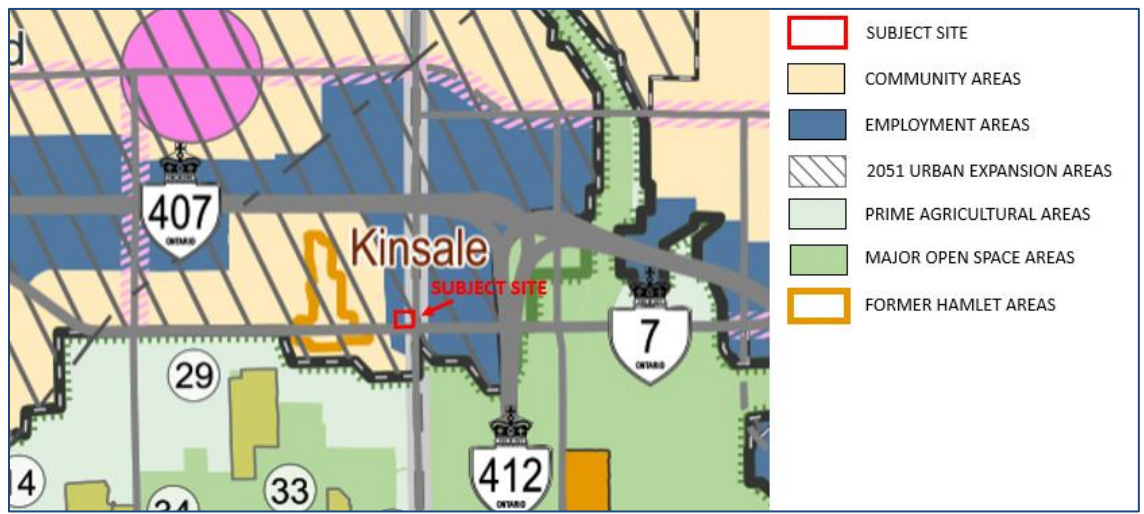 d
407
ONTARIO
Kinsale
SUBJECT SITE
7
ONTARIO
29
412
ONTARIO
14
34
33
SUBJECT SITE
COMMUNITY AREAS
EMPLOYMENT AREAS
2051 URBAN EXPANSION AREAS
PRIME AGRICULTURAL AREAS
MAJOR OPEN SPACE AREAS
FORMER HAMLET AREAS